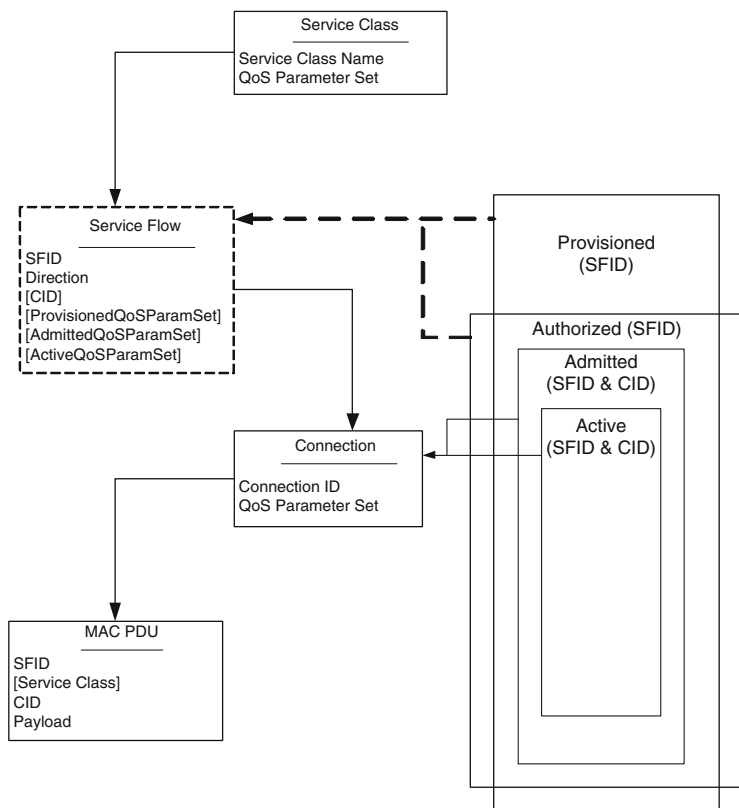 Service Class
Service Class Name
QoS Parameter Set
Service Flow
SFID
Direction
[CID]
[ProvisionedQoSParamSet]
[AdmittedQoSParamSet]
[ActiveQoSParamSet]
Provisioned
(SFID)
Authorized (SFID)
Admitted
(SFID & CID)
Active
(SFID & CID)
Connection
Connection ID
QoS Parameter Set
MAC PDU
SFID
[Service Class]
CID
Payload